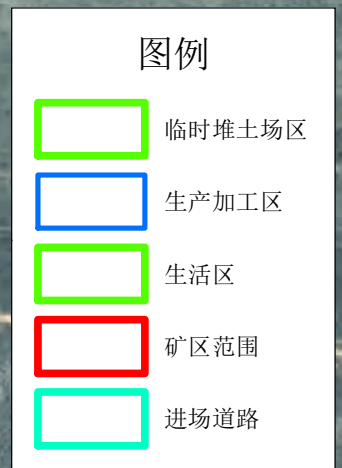 图例
临时堆土场区
生产加工区
生活区
矿区范围
进场道路